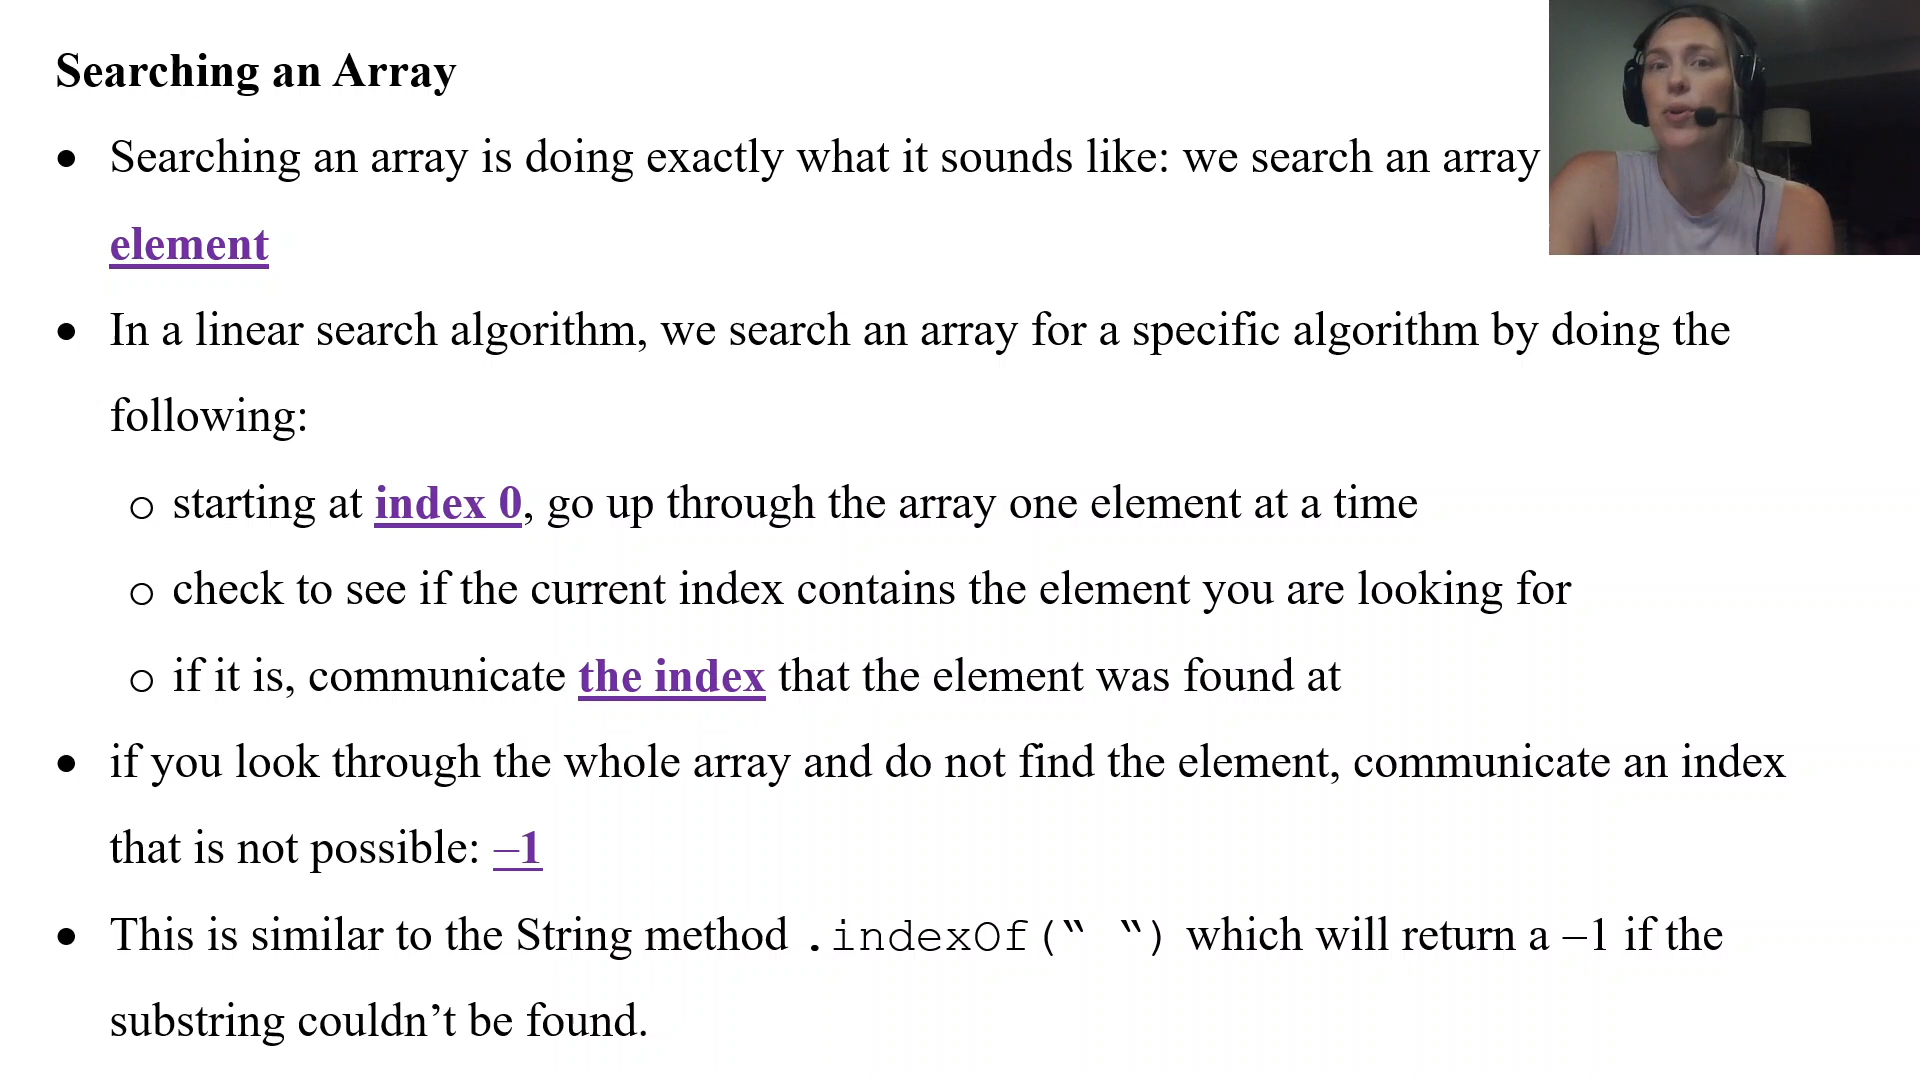 Searching an Array
• Searching an array is doing exactly what it sounds like: we search an array
element
• In a linear search algorithm, we search an array for a specific algorithm by doing the
following:
o starting at index 0, go up through the array one element at a time
o check to see if the current index contains the element you are looking for
o if it is, communicate the index that the element was found at
• if you look through the whole array and do not find the element, communicate an index
that is not possible: –1
• This is similar to the String method .indexOf(“ “) which will return a –1 if the
substring couldn’t be found.